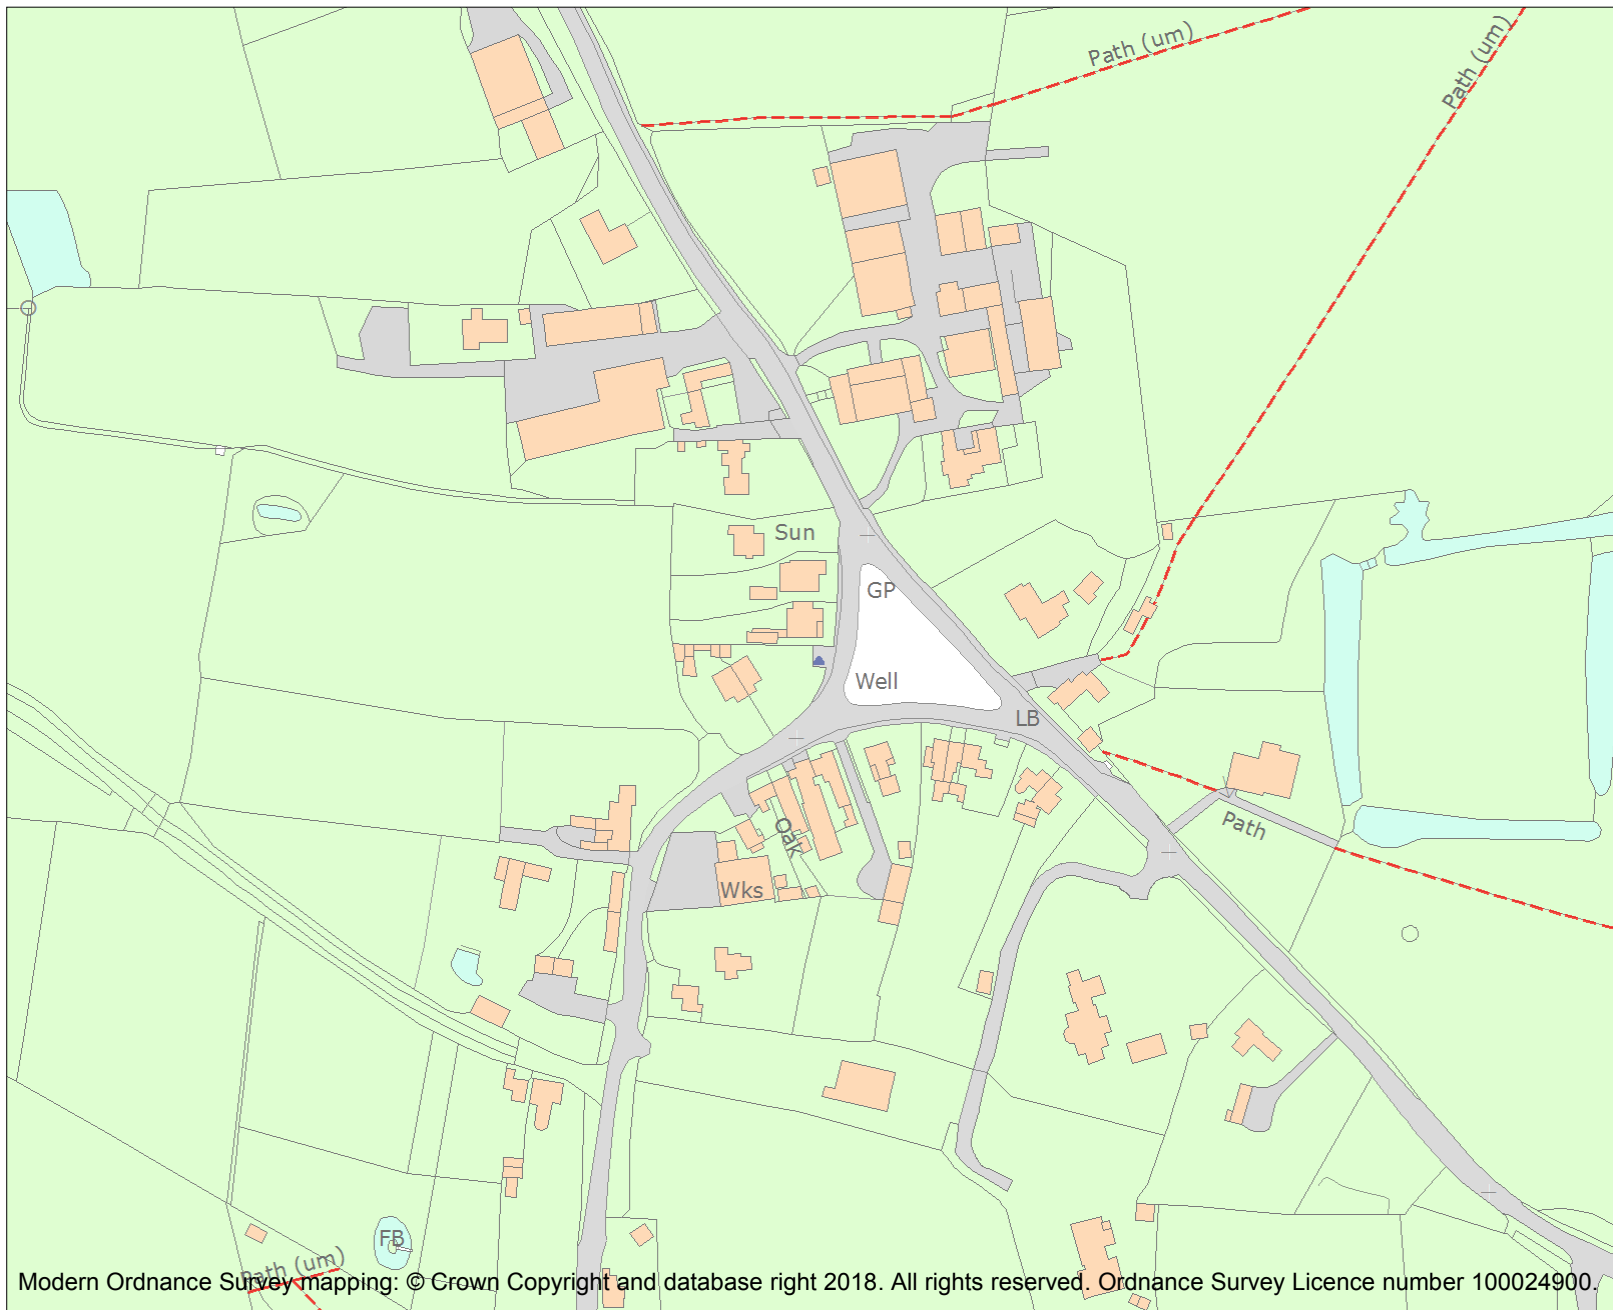 Path (um)
Path (um)
Sun
GP
Well
LB
Oak
Path
Wks
FB
Path (um)
Modern Ordnance Survey mapping: © Crown Copyright and database right 2018. All rights reserved. Ordnance Survey Licence number 100024900.